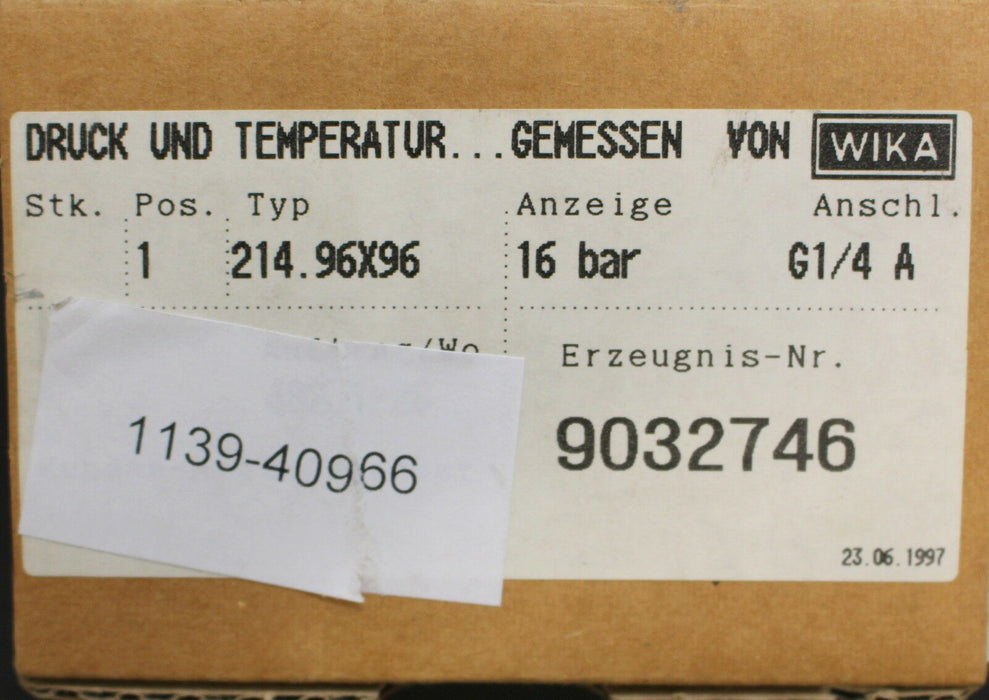 DRUCK UND TEMPERATUR...GEMESSEN VON WIKA
Stk. Pos. Typ Anzeige Anschl.
1 214.96X96 16 bar G1/4 A
Erzeugnis-Nr.
1139-40966
9032746
23.06.1997